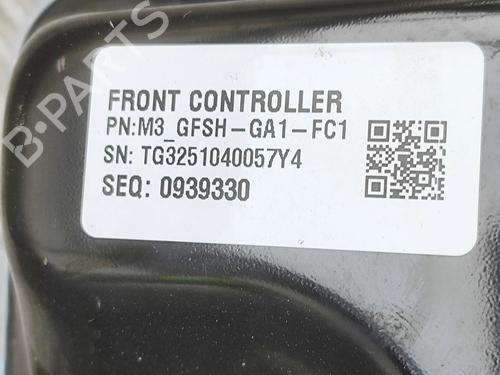 B-PARTS
FRONT CONTROLLER
PN:M3_GFSH-GA1-FC1
SN: TG3251040057Y4
SEQ: 0939330